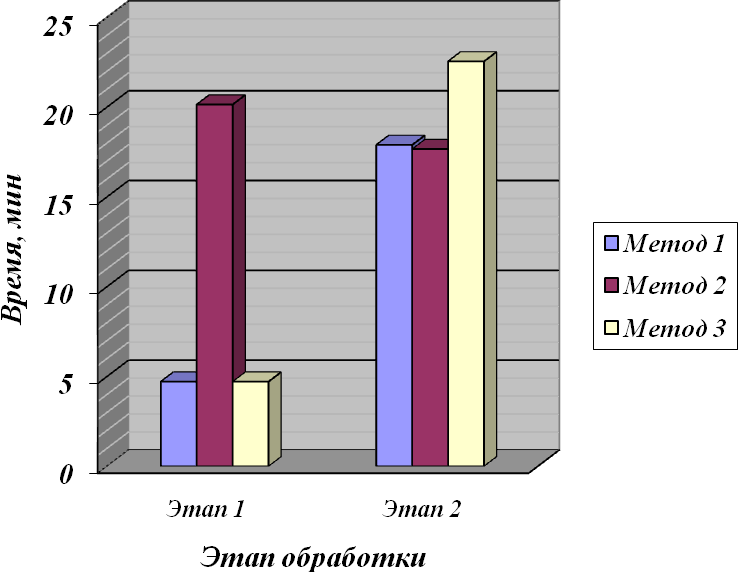 25
20
15
10
5
0
Время, мин
Этап 1
Этап 2
Этап обработки
Метод 1
Метод 2
Метод 3